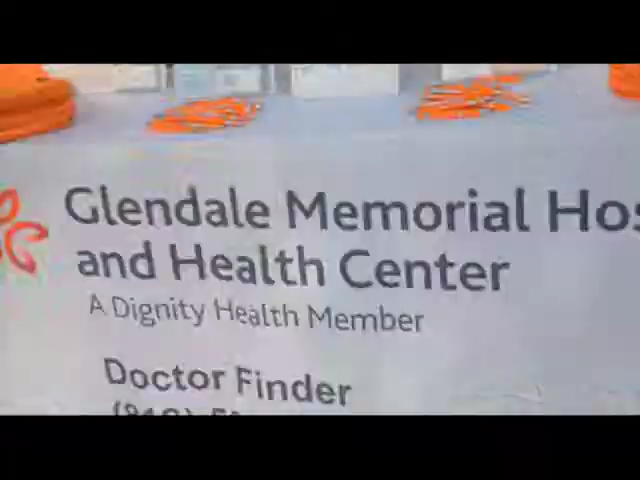 Glendale Memorial Hos
and Health Center
A Dignity Health Member
Doctor Finder